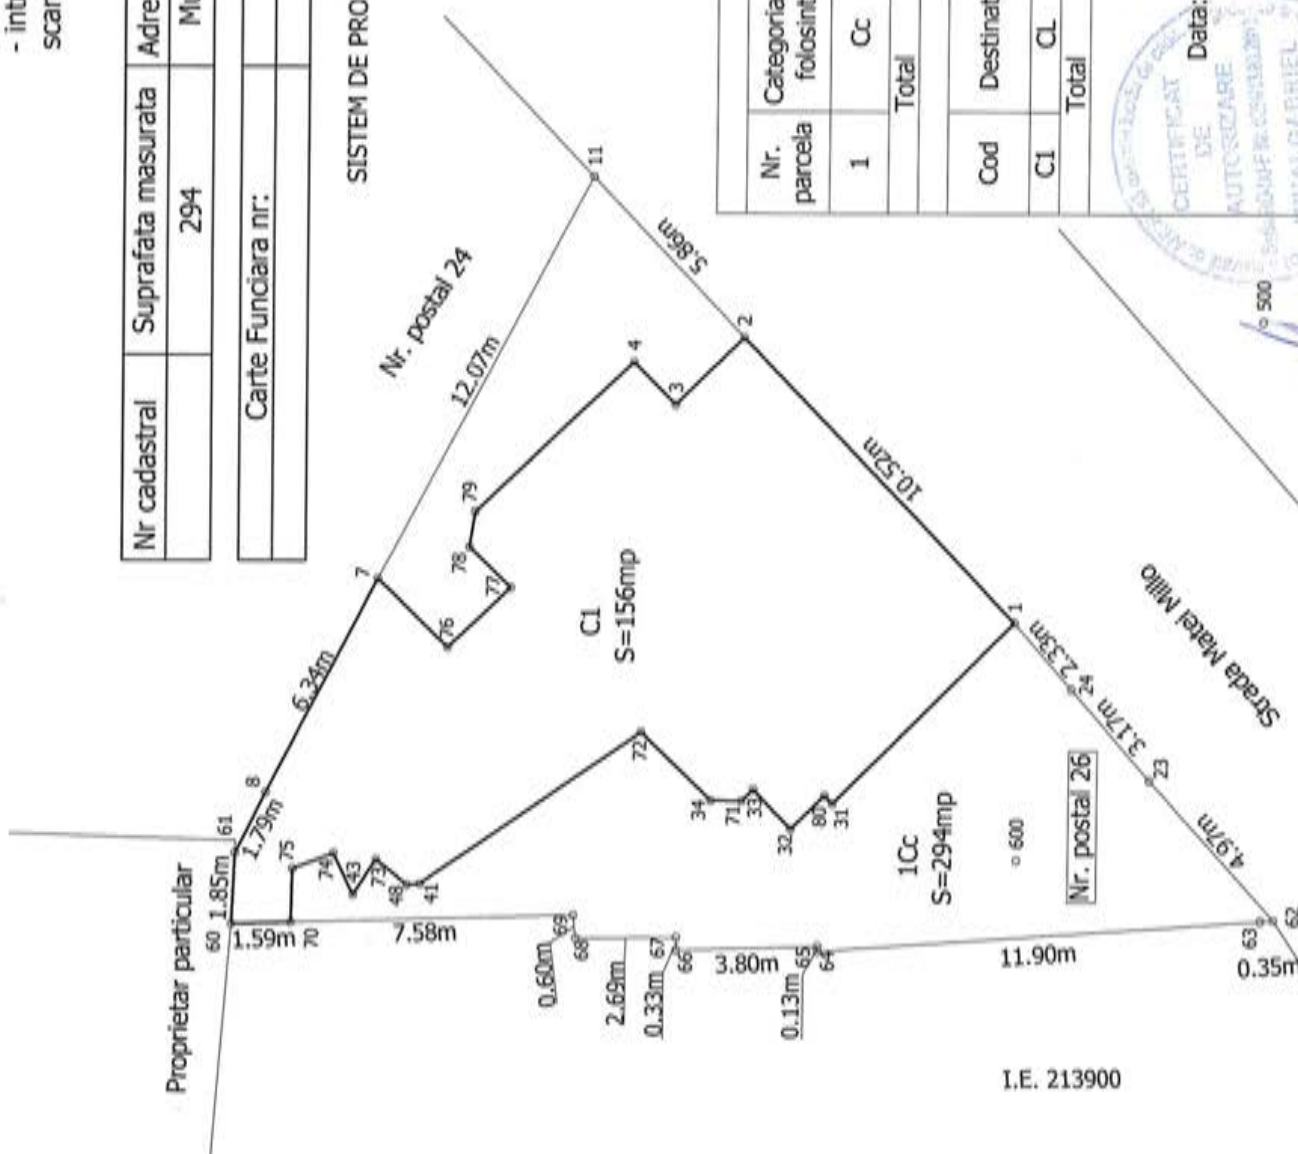 - int
scar
Nr cadastral Suprafata masurata Adre
294 Mu
Carte Funciara nr:
SISTEM DE PRO
Nr. parcela Categoria folosint
1 Cc
Total
Cod Destinat
C1 CL
Total
CERTIFICAT
DE
AUTORIZARE
GABRIEL
Data:
500
Proprietar particular
Nr. postal 24
11
5.86m
12.07m
2
4
3
79
78
77
76
7
6.34m
8
1.79m
61
1.85m
60
1.59m
70
75
74
43
73
48
41
7.58m
69
0.60m
68
2.69m
67
0.33m
66
3.80m
65
0.13m
64
11.90m
63
0.35m
62
C1
S=156mp
72
34
71
33
32
80
31
10.52m
1
2.33m
24
3.17m
23
4.97m
1Cc
S=294mp
600
Nr. postal 26
Strada Matei Millo
I.E. 213900